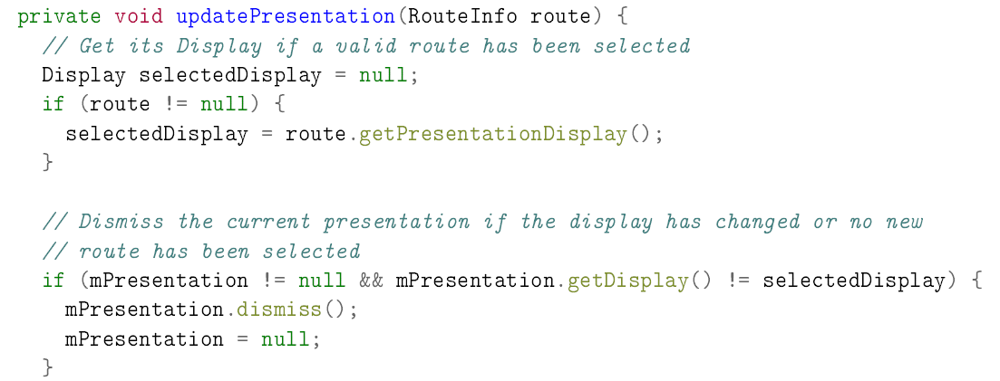 private void updatePresentation(RouteInfo route) {
  // Get its Display if a valid route has been selected
  Display selectedDisplay = null;
  if (route != null) {
    selectedDisplay = route.getPresentationDisplay();
  }

  // Dismiss the current presentation if the display has changed or no new
  // route has been selected
  if (mPresentation != null && mPresentation.getDisplay() != selectedDisplay) {
    mPresentation.dismiss();
    mPresentation = null;
  }